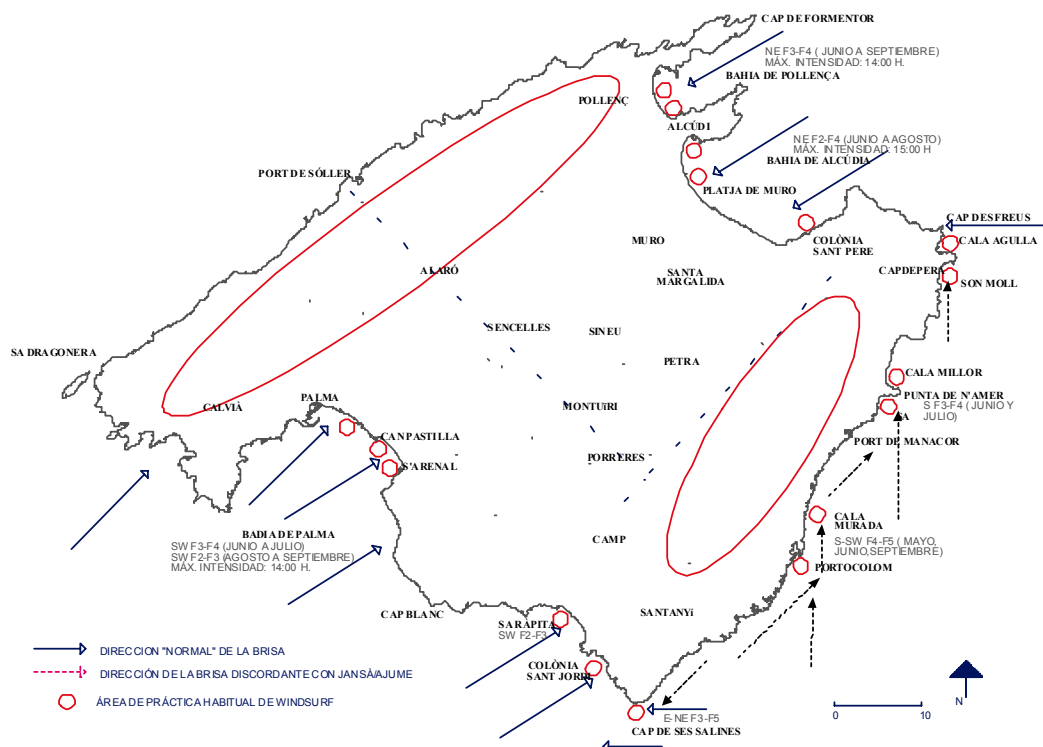 CAP DE FORMENTOR
NE F3-F4 ( JUNIO A SEPTIEMBRE)
MÁX. INTENSIDAD: 14:00 H.
BAHIA DE POLLENÇA
POLLENÇ
ALCÚDI
NE F2-F4 (JUNIO A AGOSTO)
MÁX. INTENSIDAD: 15:00 H
BAHIA DE ALCÚDIA
PORT DE SÓLLER
PLATJA DE MURO
CAP DES FREUS
COLÒNIA
SANT PERE
CALA AGULLA
MURO
ALARÓ
SANTA
MARGALIDA
CAPDEPERA
SON MOLL
SENCELLES
SINEU
SA DRAGONERA
PETRA
CALA MILLOR
PALMA
CALVIÀ
MONTUïRI
PUNTA DE N'AMER
SA
S F3-F4 ( JUNIO Y
JULIO)
CAN PASTILLA
PORT DE MANACOR
S'ARENAL
PORRERES
CALA
MURADA
BADIA DE PALMA
SW F3-F4 (JUNIO A JULIO)
SW F2-F3 (AGOSTO A SEPTIEMBRE)
MÁX. INTENSIDAD: 14:00 H.
CAMP
S-SW F4-F5 ( MAYO,
JUNIO,SEPTIEMBRE)
PORTOCOLOM
CAP BLANC
SA RÀPITA
SW F2-F3
SANTANYï
DIRECCION "NORMAL" DE LA BRISA
COLÒNIA
SANT JORDI
DIRECCIÓN DE LA BRISA DISCORDANTE CON JANSÀ/JAUME
ÁREA DE PRÁCTICA HABITUAL DE WINDSURF
E-NE F3-F5
CAP DE SES SALINES
N
0 10